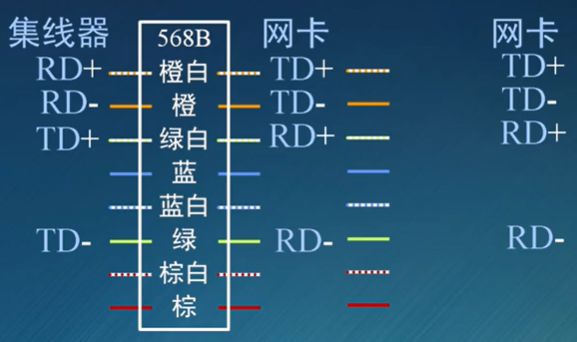 集线器 568B 网卡 网卡
RD+ 橙白 TD+ TD+
RD- 橙 TD- TD-
TD+ 绿白 RD+ RD+
蓝
蓝白
TD- 绿 RD- RD-
棕白
棕